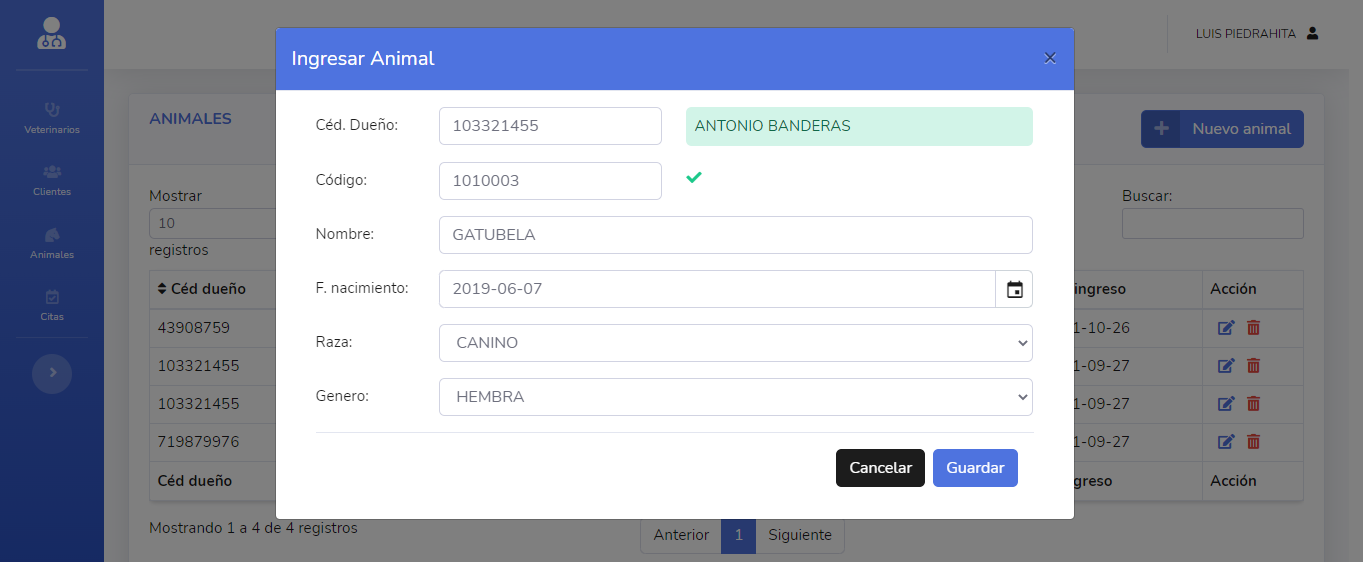 LUIS PIEDRAHITA
Veterinarios
Clientes
Animales
Citas
ANIMALES
Nuevo animal
Mostrar
10
registros
Buscar:
Céd dueño
ingreso
Acción
43908759
1-10-26
103321455
1-09-27
103321455
1-09-27
719879976
1-09-27
Céd dueño
greso
Acción
Mostrando 1 a 4 de 4 registros
Anterior 1 Siguiente
Ingresar Animal
×
Céd. Dueño: 103321455 ANTONIO BANDERAS
Código: 1010003
Nombre: GATUBELA
F. nacimiento: 2019-06-07
Raza: CANINO
Genero: HEMBRA
Cancelar Guardar